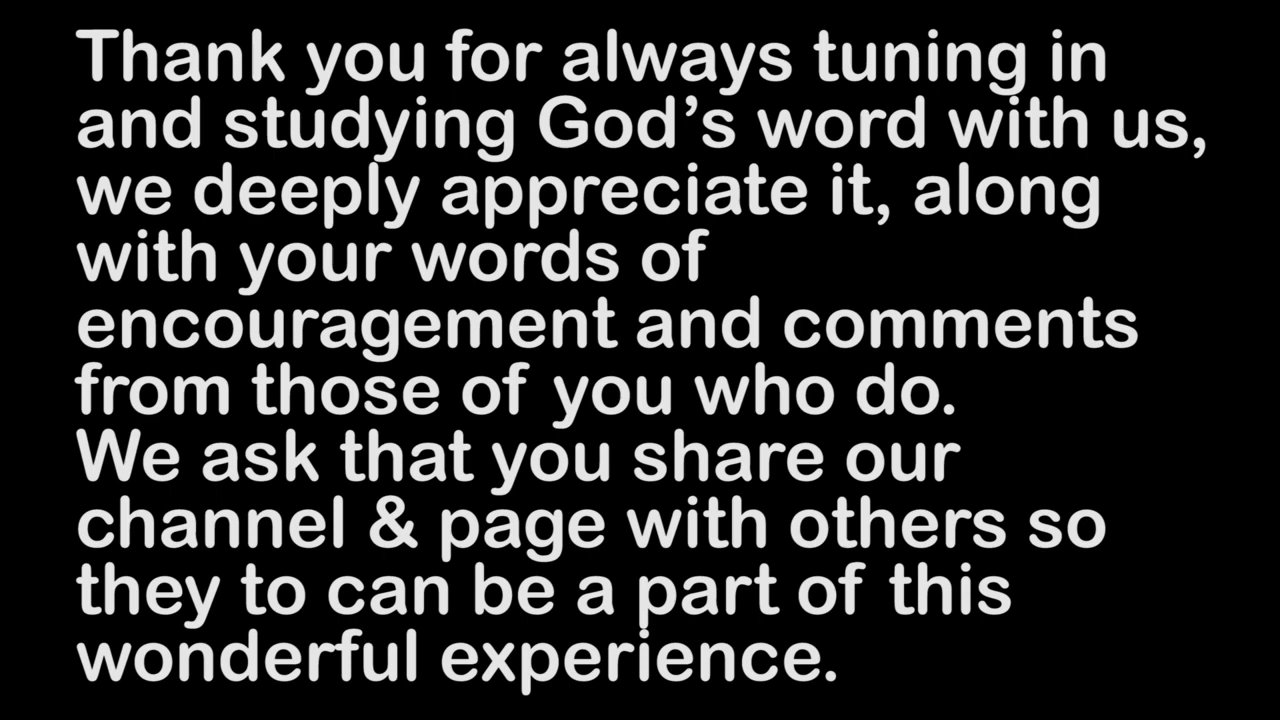 Thank you for always tuning in
and studying God’s word with us,
we deeply appreciate it, along
with your words of
encouragement and comments
from those of you who do.
We ask that you share our
channel & page with others so
they to can be a part of this
wonderful experience.